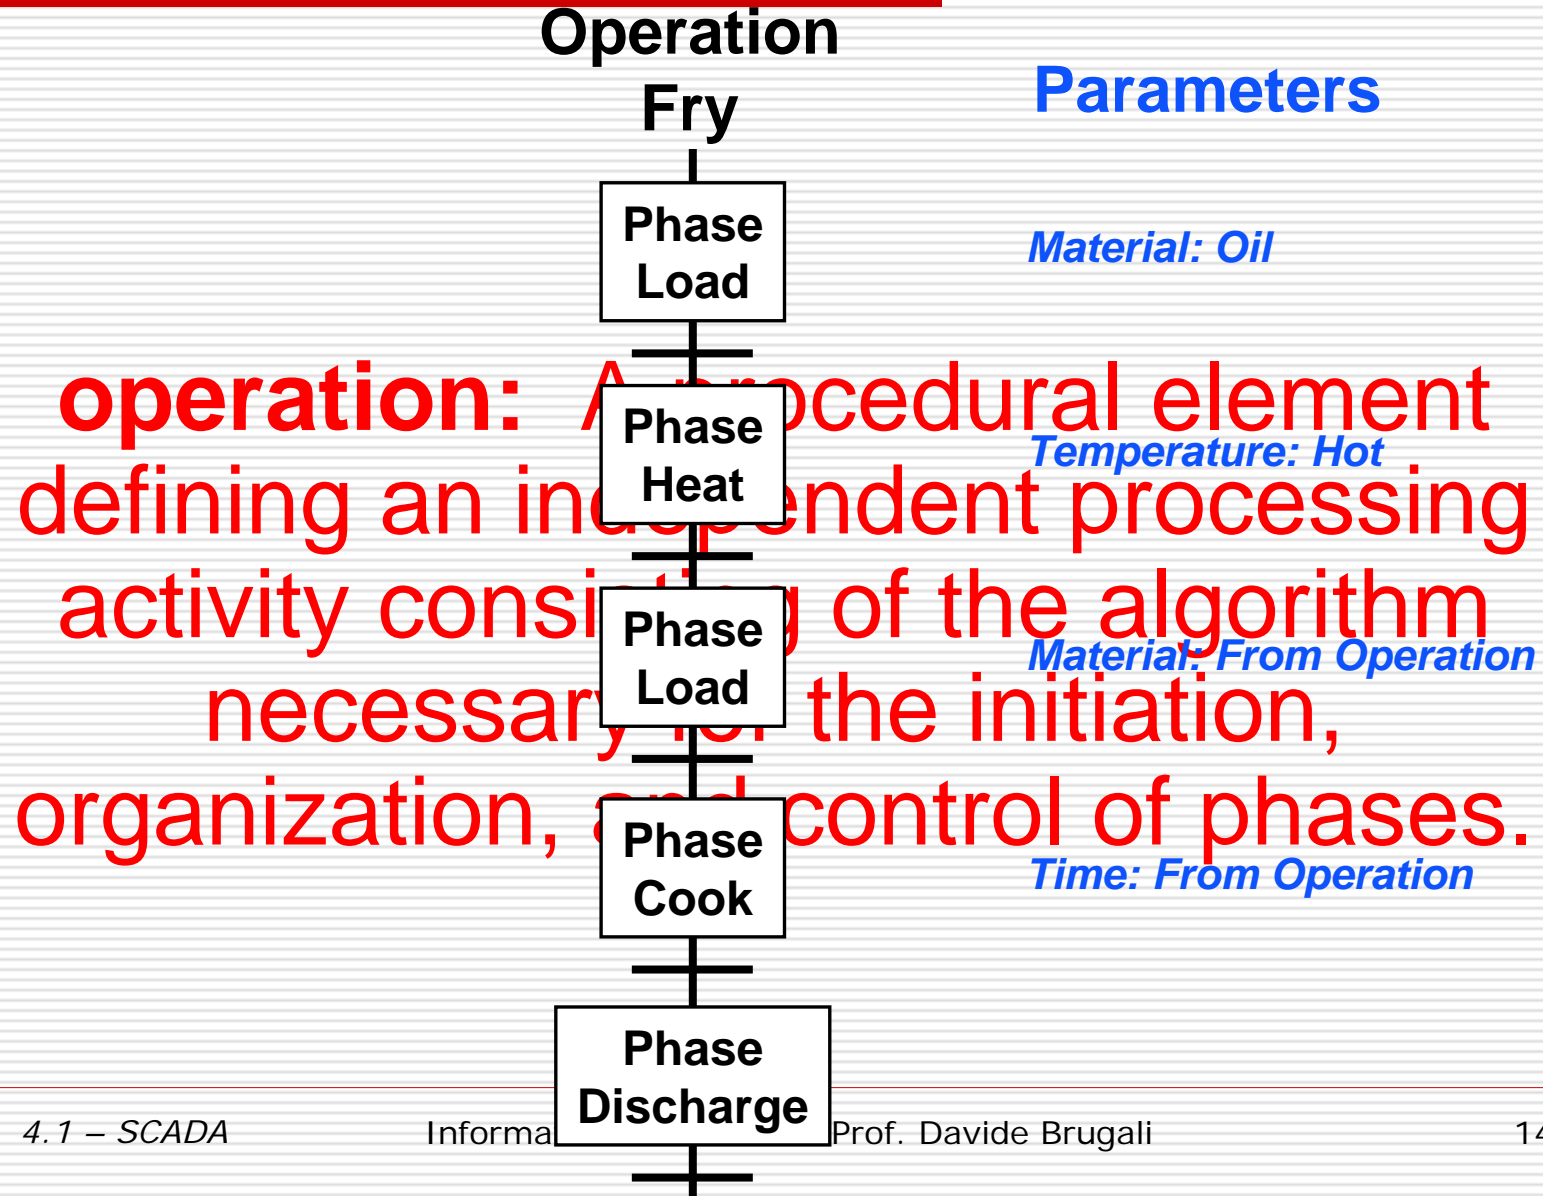 Operation
Fry
Parameters
Phase
Load
Material: Oil
operation: A procedural element
defining an independent processing
activity consisting of the algorithm
necessary for the initiation,
organization, and control of phases.
Phase
Heat
Temperature: Hot
Phase
Load
Material: From Operation
Phase
Cook
Time: From Operation
Phase
Discharge
4.1 – SCADA
Informa
Prof. Davide Brugali
14